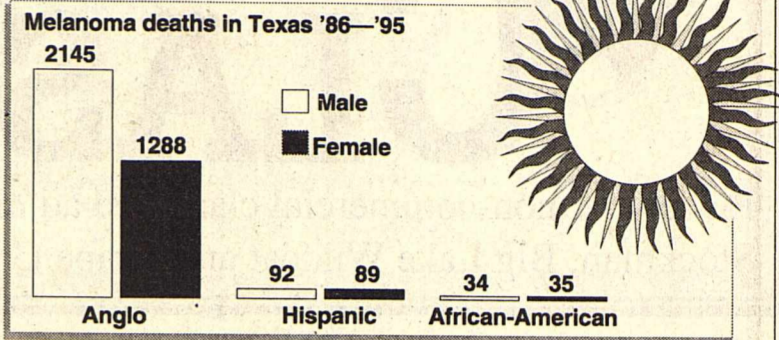 Melanoma deaths in Texas '86—'95
2145
Male
1288
Female
92 89 34 35
Anglo Hispanic African-American